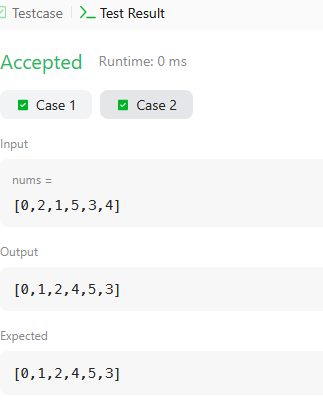 Testcase | >_ Test Result
Accepted Runtime: 0 ms
Case 1 Case 2
Input
nums =
[0,2,1,5,3,4]
Output
[0,1,2,4,5,3]
Expected
[0,1,2,4,5,3]